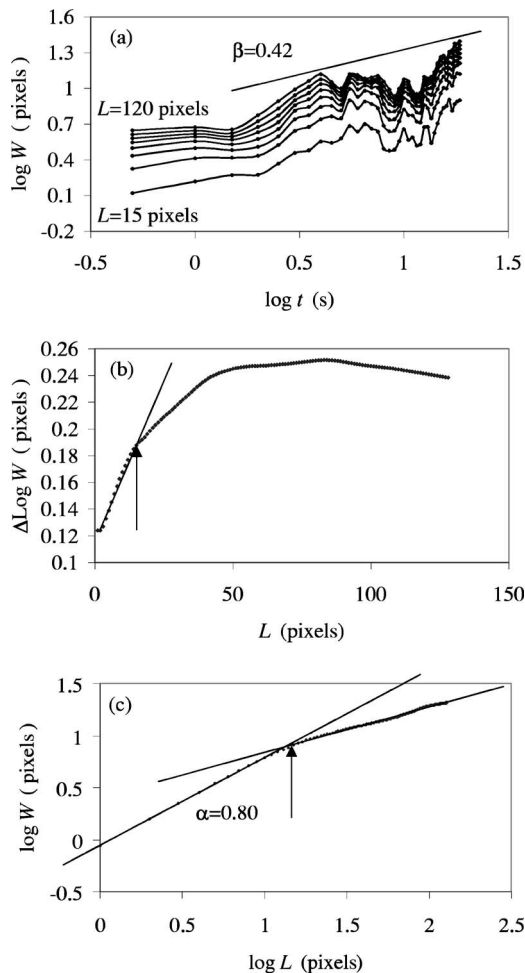 (a)
β=0.42
L=120 pixels
L=15 pixels
log W ( pixels)
1.6
1.3
1
0.7
0.4
0.1
-0.2
-0.5
0
0.5
1
1.5
log t (s)
(b)
ΔLog W ( pixels)
0.26
0.24
0.22
0.2
0.18
0.16
0.14
0.12
0.1
0
50
100
150
L (pixels)
(c)
log W ( pixels)
1.5
1
0.5
0
-0.5
α=0.80
0
0.5
1
1.5
2
2.5
log L (pixels)